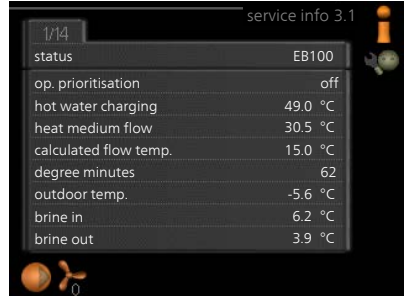 service info 3.1
1/14
status EB100
op. prioritisation off
hot water charging 49.0 °C
heat medium flow 30.5 °C
calculated flow temp. 15.0 °C
degree minutes 62
outdoor temp. -5.6 °C
brine in 6.2 °C
brine out 3.9 °C
i
0